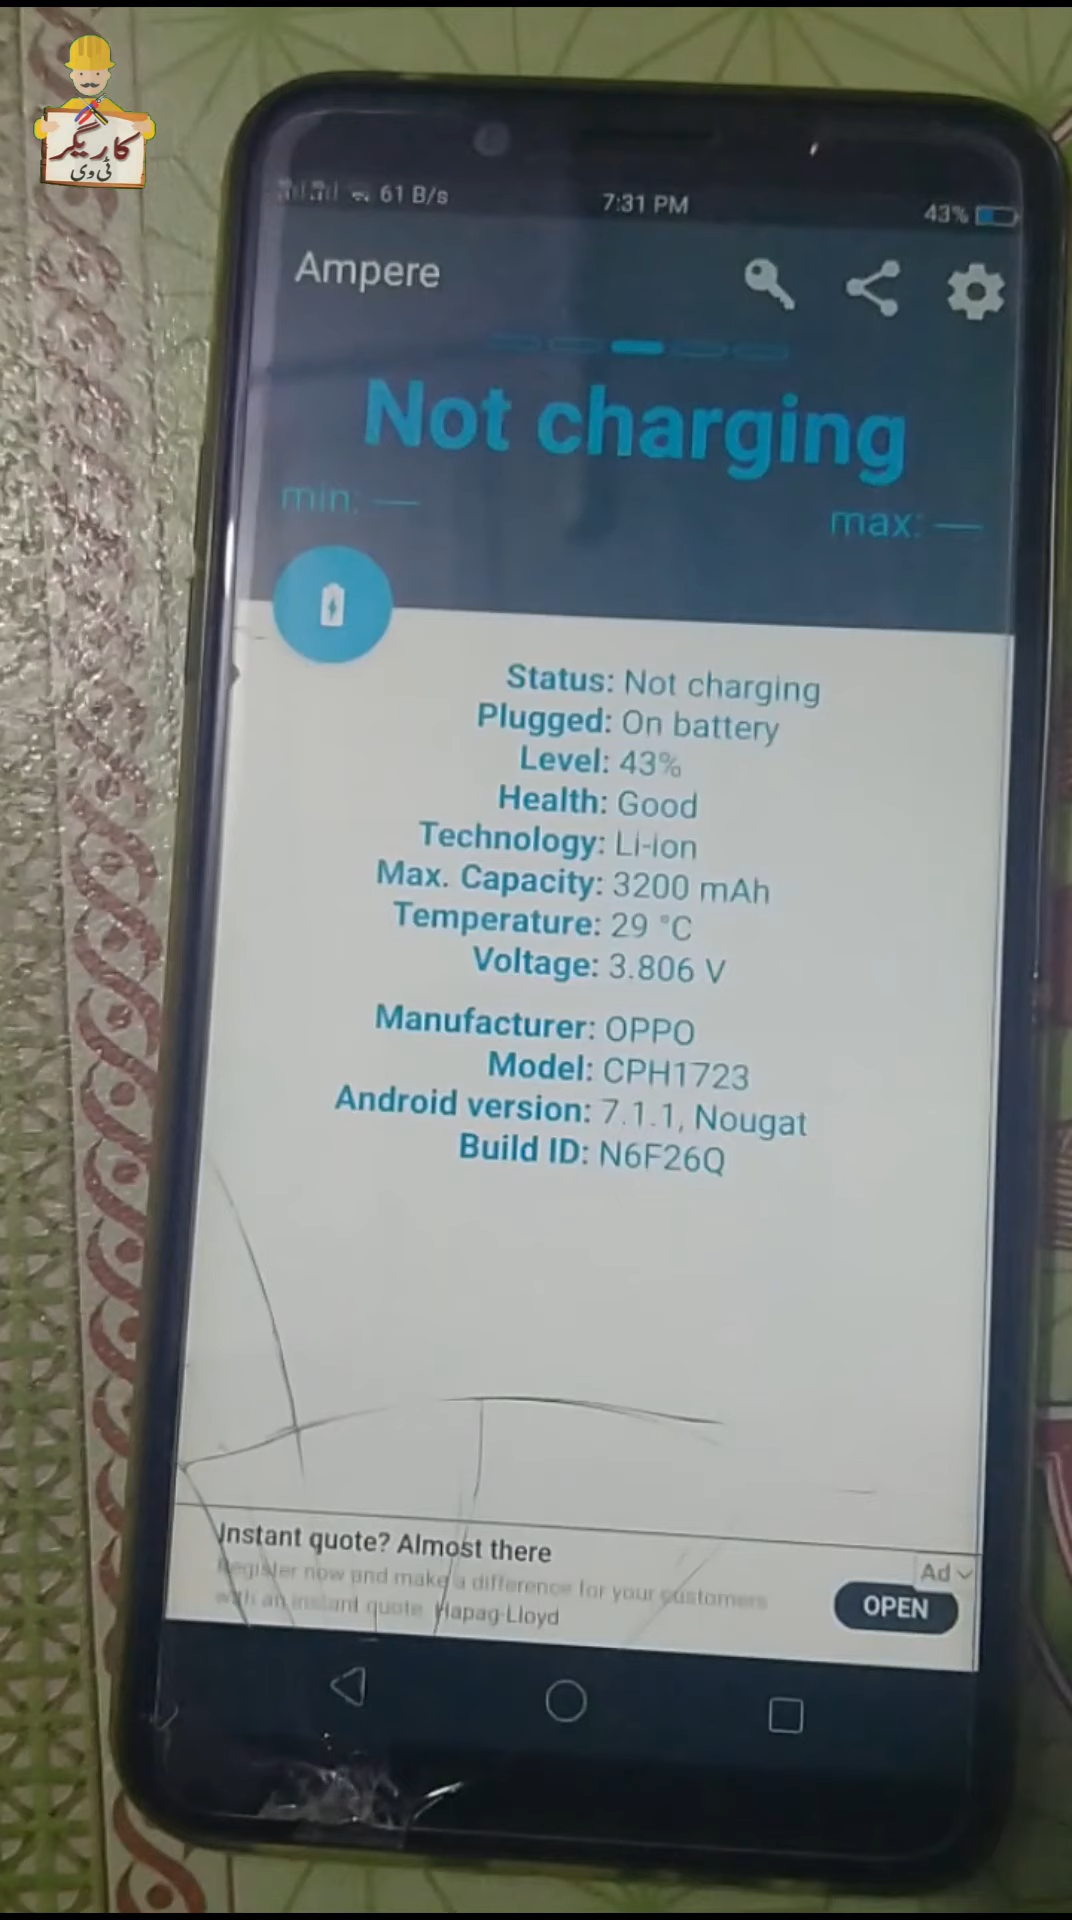 کاریگر
ٹی وی
61 B/s 7:31 PM 43%
Ampere
Not charging
min: —
max: —
Status: Not charging
Plugged: On battery
Level: 43%
Health: Good
Technology: Li-ion
Max. Capacity: 3200 mAh
Temperature: 29 °C
Voltage: 3.806 V
Manufacturer: OPPO
Model: CPH1723
Android version: 7.1.1, Nougat
Build ID: N6F26Q
Instant quote? Almost there
Ad
Register now and make a difference for your customers
with an instant quote. Hapag-Lloyd
OPEN